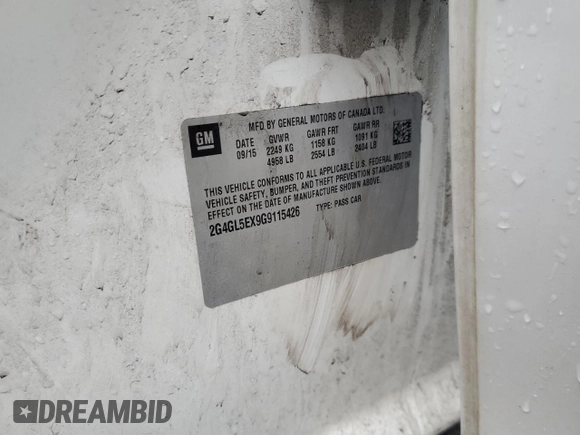 MFD BY GENERAL MOTORS OF CANADA LTD.
GM
DATE GVWR GAWR FRT GAWR RR
09/15 2249 KG 1158 KG 1091 KG
4958 LB 2554 LB 2404 LB
THIS VEHICLE CONFORMS TO ALL APPLICABLE U.S. FEDERAL MOTOR
VEHICLE SAFETY, BUMPER, AND THEFT PREVENTION STANDARDS IN
EFFECT ON THE DATE OF MANUFACTURE SHOWN ABOVE.
2G4GL5EX9G9115426 TYPE: PASS CAR
DREAMBID